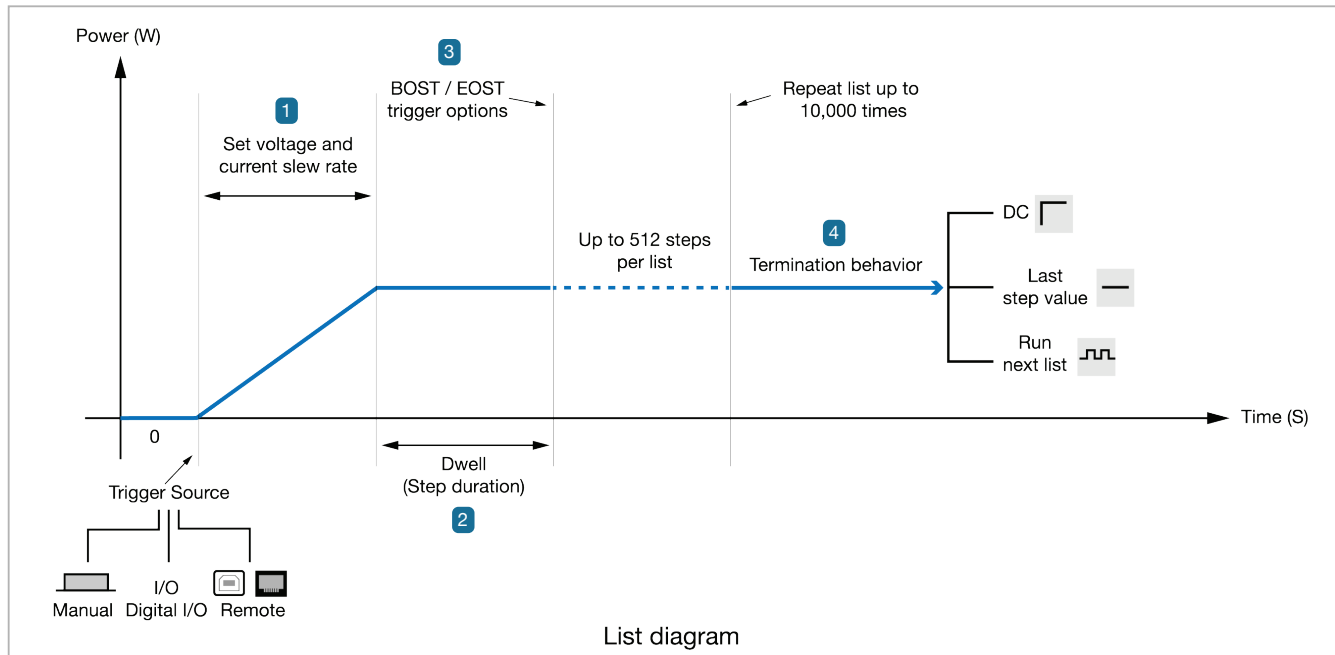 Power (W)
3
BOST / EOST
trigger options
Repeat list up to
10,000 times
1
Set voltage and
current slew rate
DC
Up to 512 steps
per list
4
Termination behavior
Last
step value
Run
next list
0
Time (S)
Dwell
(Step duration)
2
Trigger Source
I/O
Manual
Digital I/O
Remote
List diagram